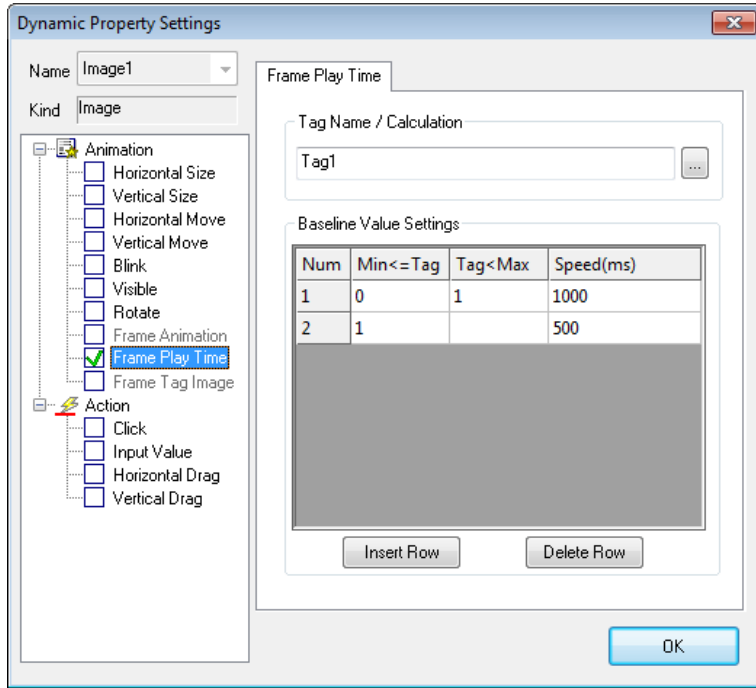 Dynamic Property Settings
Name Image1
Kind Image
Animation
Horizontal Size
Vertical Size
Horizontal Move
Vertical Move
Blink
Visible
Rotate
Frame Animation
Frame Play Time
Frame Tag Image
Action
Click
Input Value
Horizontal Drag
Vertical Drag
Frame Play Time
Tag Name / Calculation
Tag1
...
Baseline Value Settings
Num Min<=Tag Tag<Max Speed(ms)
1 0 1 1000
2 1 500
Insert Row Delete Row
OK